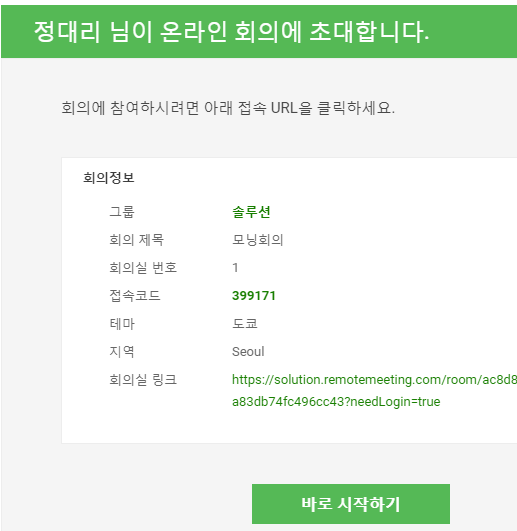 정대리 님이 온라인 회의에 초대합니다.
회의에 참여하시려면 아래 접속 URL을 클릭하세요.
회의정보
그룹 솔루션
회의 제목 모닝회의
회의실 번호 1
접속코드 399171
테마 도쿄
지역 Seoul
회의실 링크 https://solution.remotemeeting.com/room/ac8d8
a83db74fc496cc43?needLogin=true
바로 시작하기